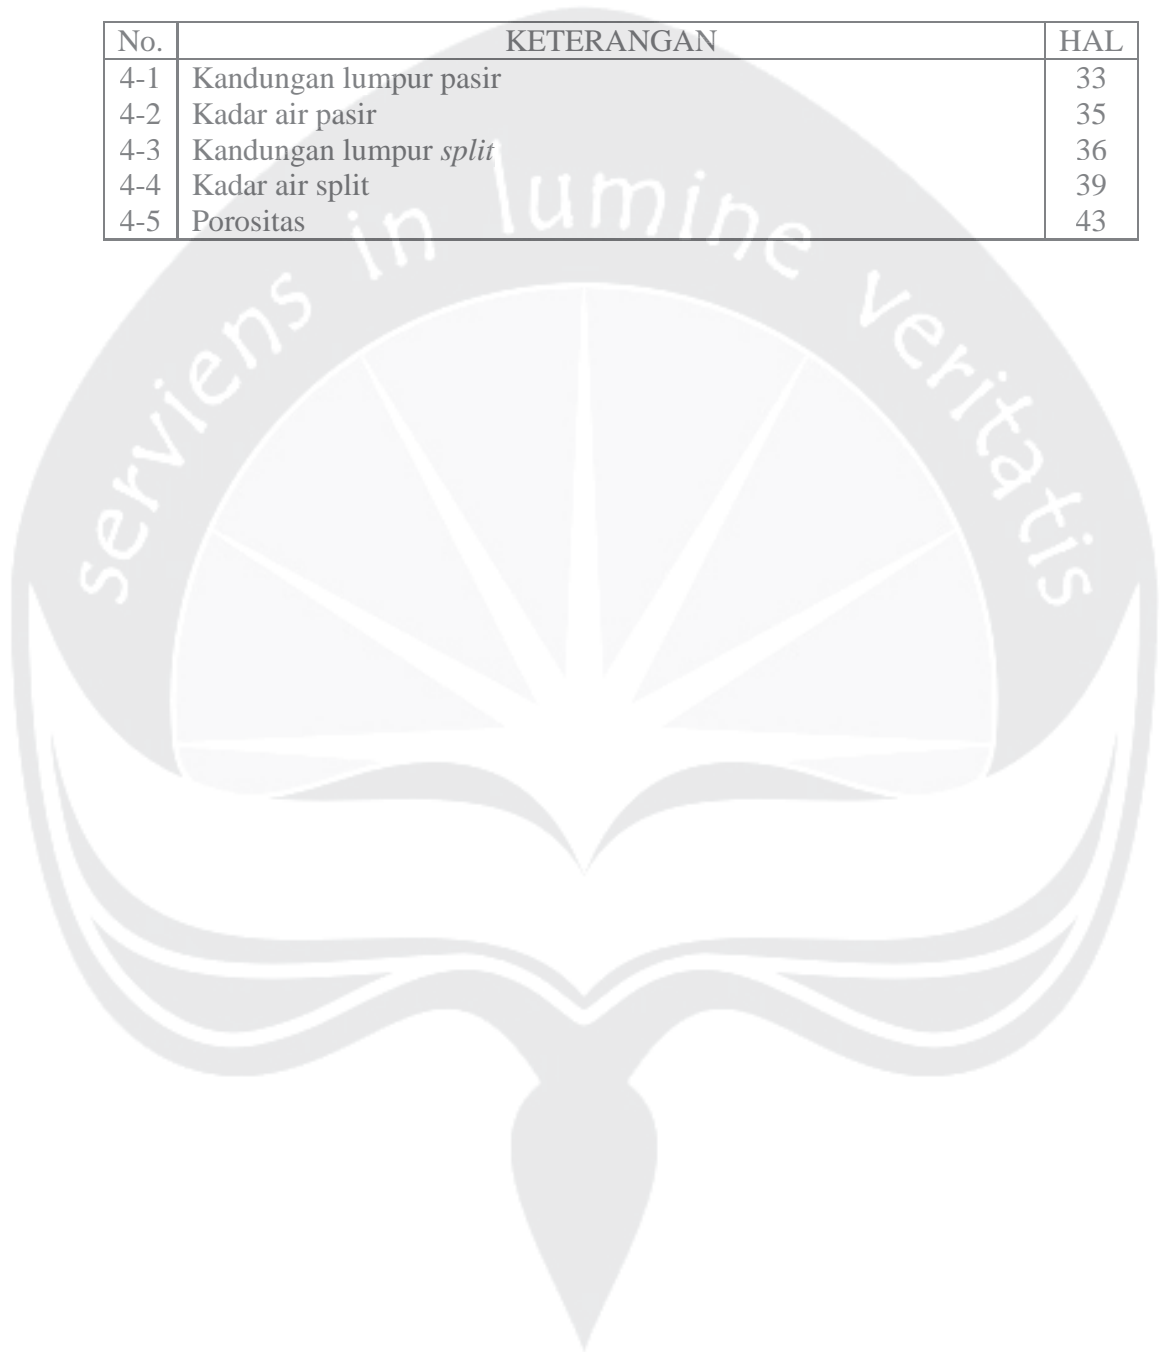 No. KETERANGAN HAL
4-1 Kandungan lumpur pasir 33
4-2 Kadar air pasir 35
4-3 Kandungan lumpur split 36
4-4 Kadar air split 39
4-5 Porositas 43
serviens in lumine veritatis